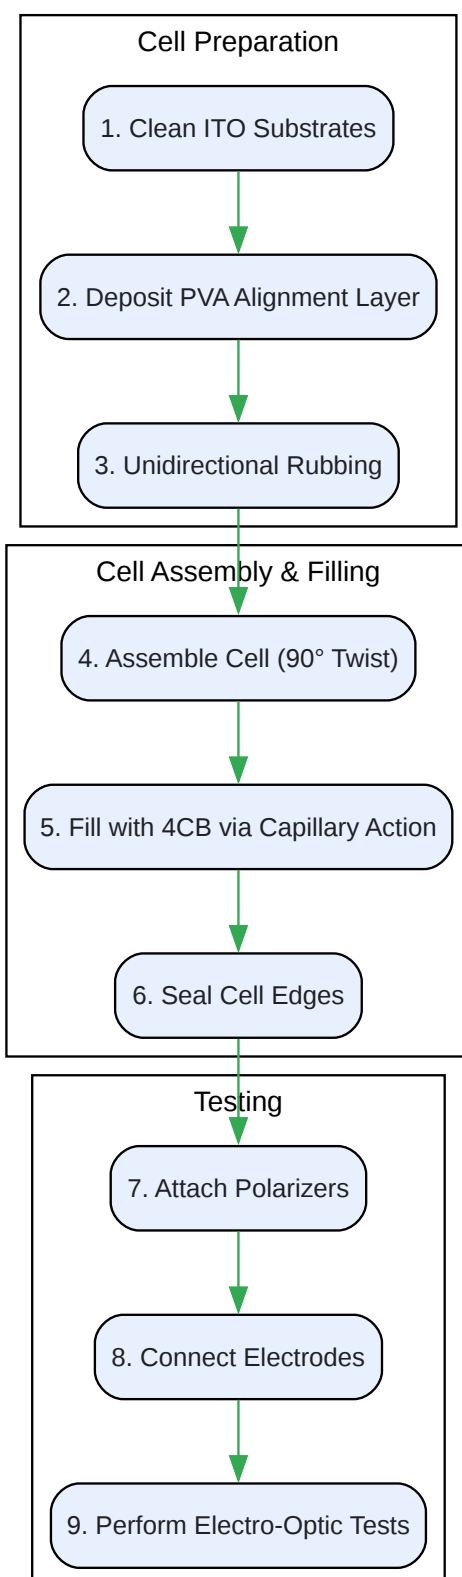 Cell Preparation
1. Clean ITO Substrates
2. Deposit PVA Alignment Layer
3. Unidirectional Rubbing
Cell Assembly & Filling
4. Assemble Cell (90° Twist)
5. Fill with 4CB via Capillary Action
6. Seal Cell Edges
Testing
7. Attach Polarizers
8. Connect Electrodes
9. Perform Electro-Optic Tests